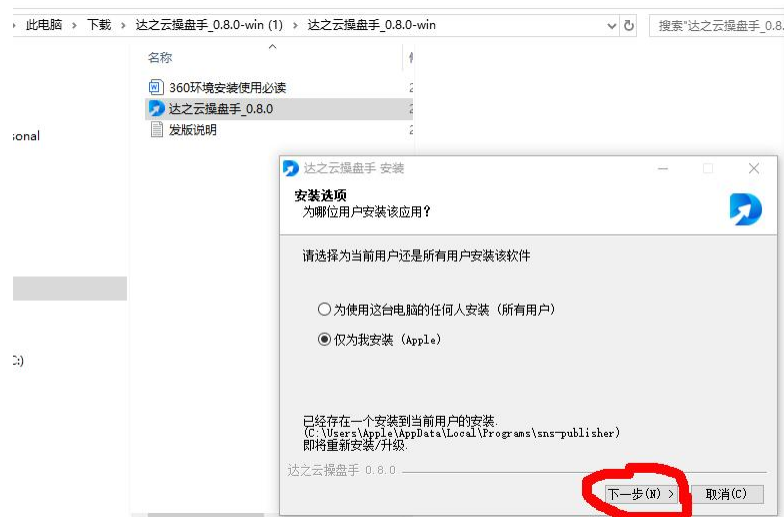 此电脑 > 下载 > 达之云操盘手_0.8.0-win (1) > 达之云操盘手_0.8.0-win
搜索"达之云操盘手_0.8.
名称
360环境安装使用必读
达之云操盘手_0.8.0
发版说明
sonal
C:)
达之云操盘手 安装
安装选项
为哪位用户安装该应用？
请选择为当前用户还是所有用户安装该软件
为使用这台电脑的任何人安装（所有用户）
仅为我安装（Apple）
已经存在一个安装到当前用户的安装.
(C:\Users\Apple\AppData\Local\Programs\sns-publisher)
即将重新安装/升级.
达之云操盘手 0.8.0
下一步(N) >
取消(C)